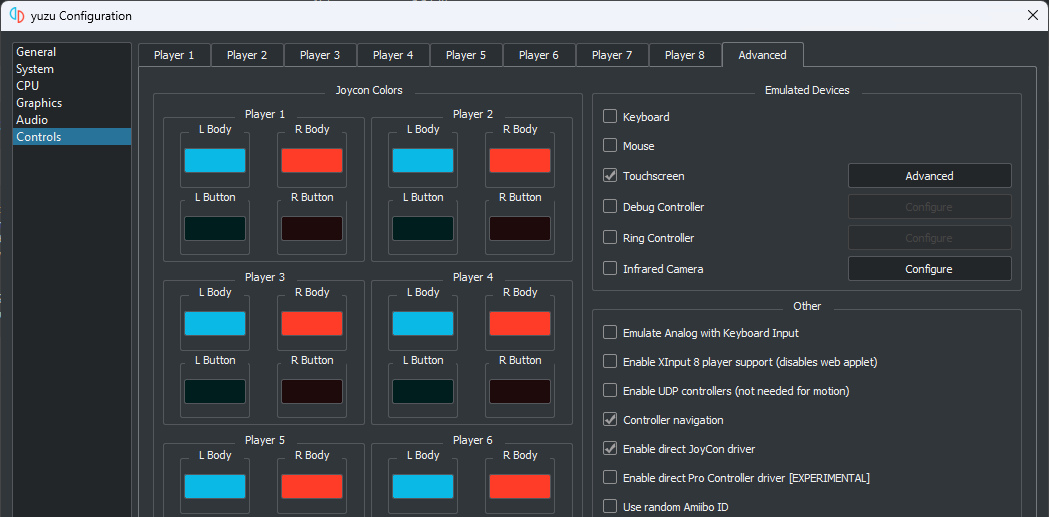 yuzu Configuration
General
System
CPU
Graphics
Audio
Controls
Player 1
Player 2
Player 3
Player 4
Player 5
Player 6
Player 7
Player 8
Advanced
Joycon Colors
Player 1
L Body
R Body
L Button
R Button
Player 2
L Body
R Body
L Button
R Button
Player 3
L Body
R Body
L Button
R Button
Player 4
L Body
R Body
L Button
R Button
Player 5
L Body
R Body
Player 6
L Body
R Body
Emulated Devices
Keyboard
Mouse
Touchscreen
Advanced
Debug Controller
Configure
Ring Controller
Configure
Infrared Camera
Configure
Other
Emulate Analog with Keyboard Input
Enable XInput 8 player support (disables web applet)
Enable UDP controllers (not needed for motion)
Controller navigation
Enable direct JoyCon driver
Enable direct Pro Controller driver [EXPERIMENTAL]
Use random Amiibo ID